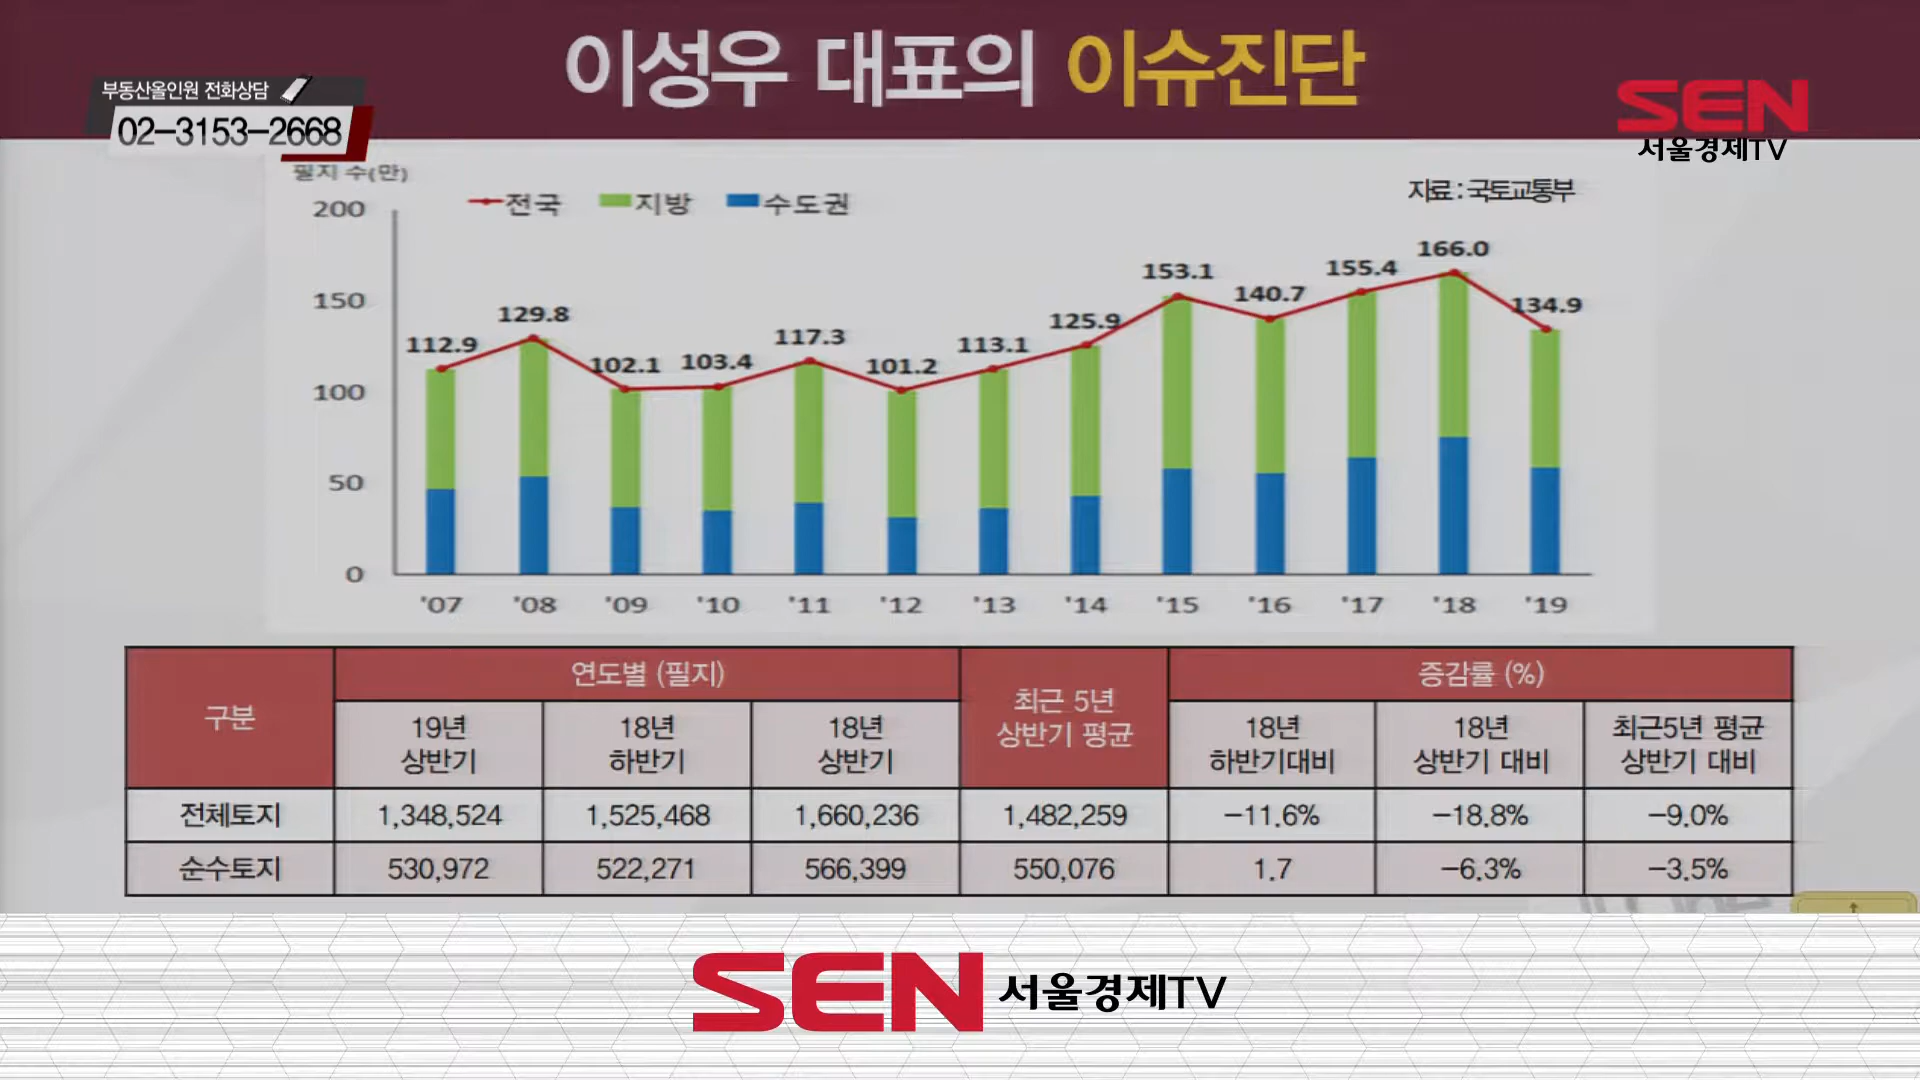 이성우 대표의 이슈진단
부동산올인원 전화상담
02-3153-2668
SEN
서울경제TV
필지 수(만)
전국 지방 수도권
자료 : 국토교통부
200
150
100
50
0
112.9 129.8 102.1 103.4 117.3 101.2 113.1 125.9 153.1 140.7 155.4 166.0 134.9
'07 '08 '09 '10 '11 '12 '13 '14 '15 '16 '17 '18 '19
구분 연도별 (필지) 최근 5년 상반기 평균 증감률 (%)
19년 상반기 18년 하반기 18년 상반기 18년 하반기대비 18년 상반기 대비 최근5년 평균 상반기 대비
전체토지 1,348,524 1,525,468 1,660,236 1,482,259 -11.6% -18.8% -9.0%
순수토지 530,972 522,271 566,399 550,076 1.7 -6.3% -3.5%
SEN 서울경제TV